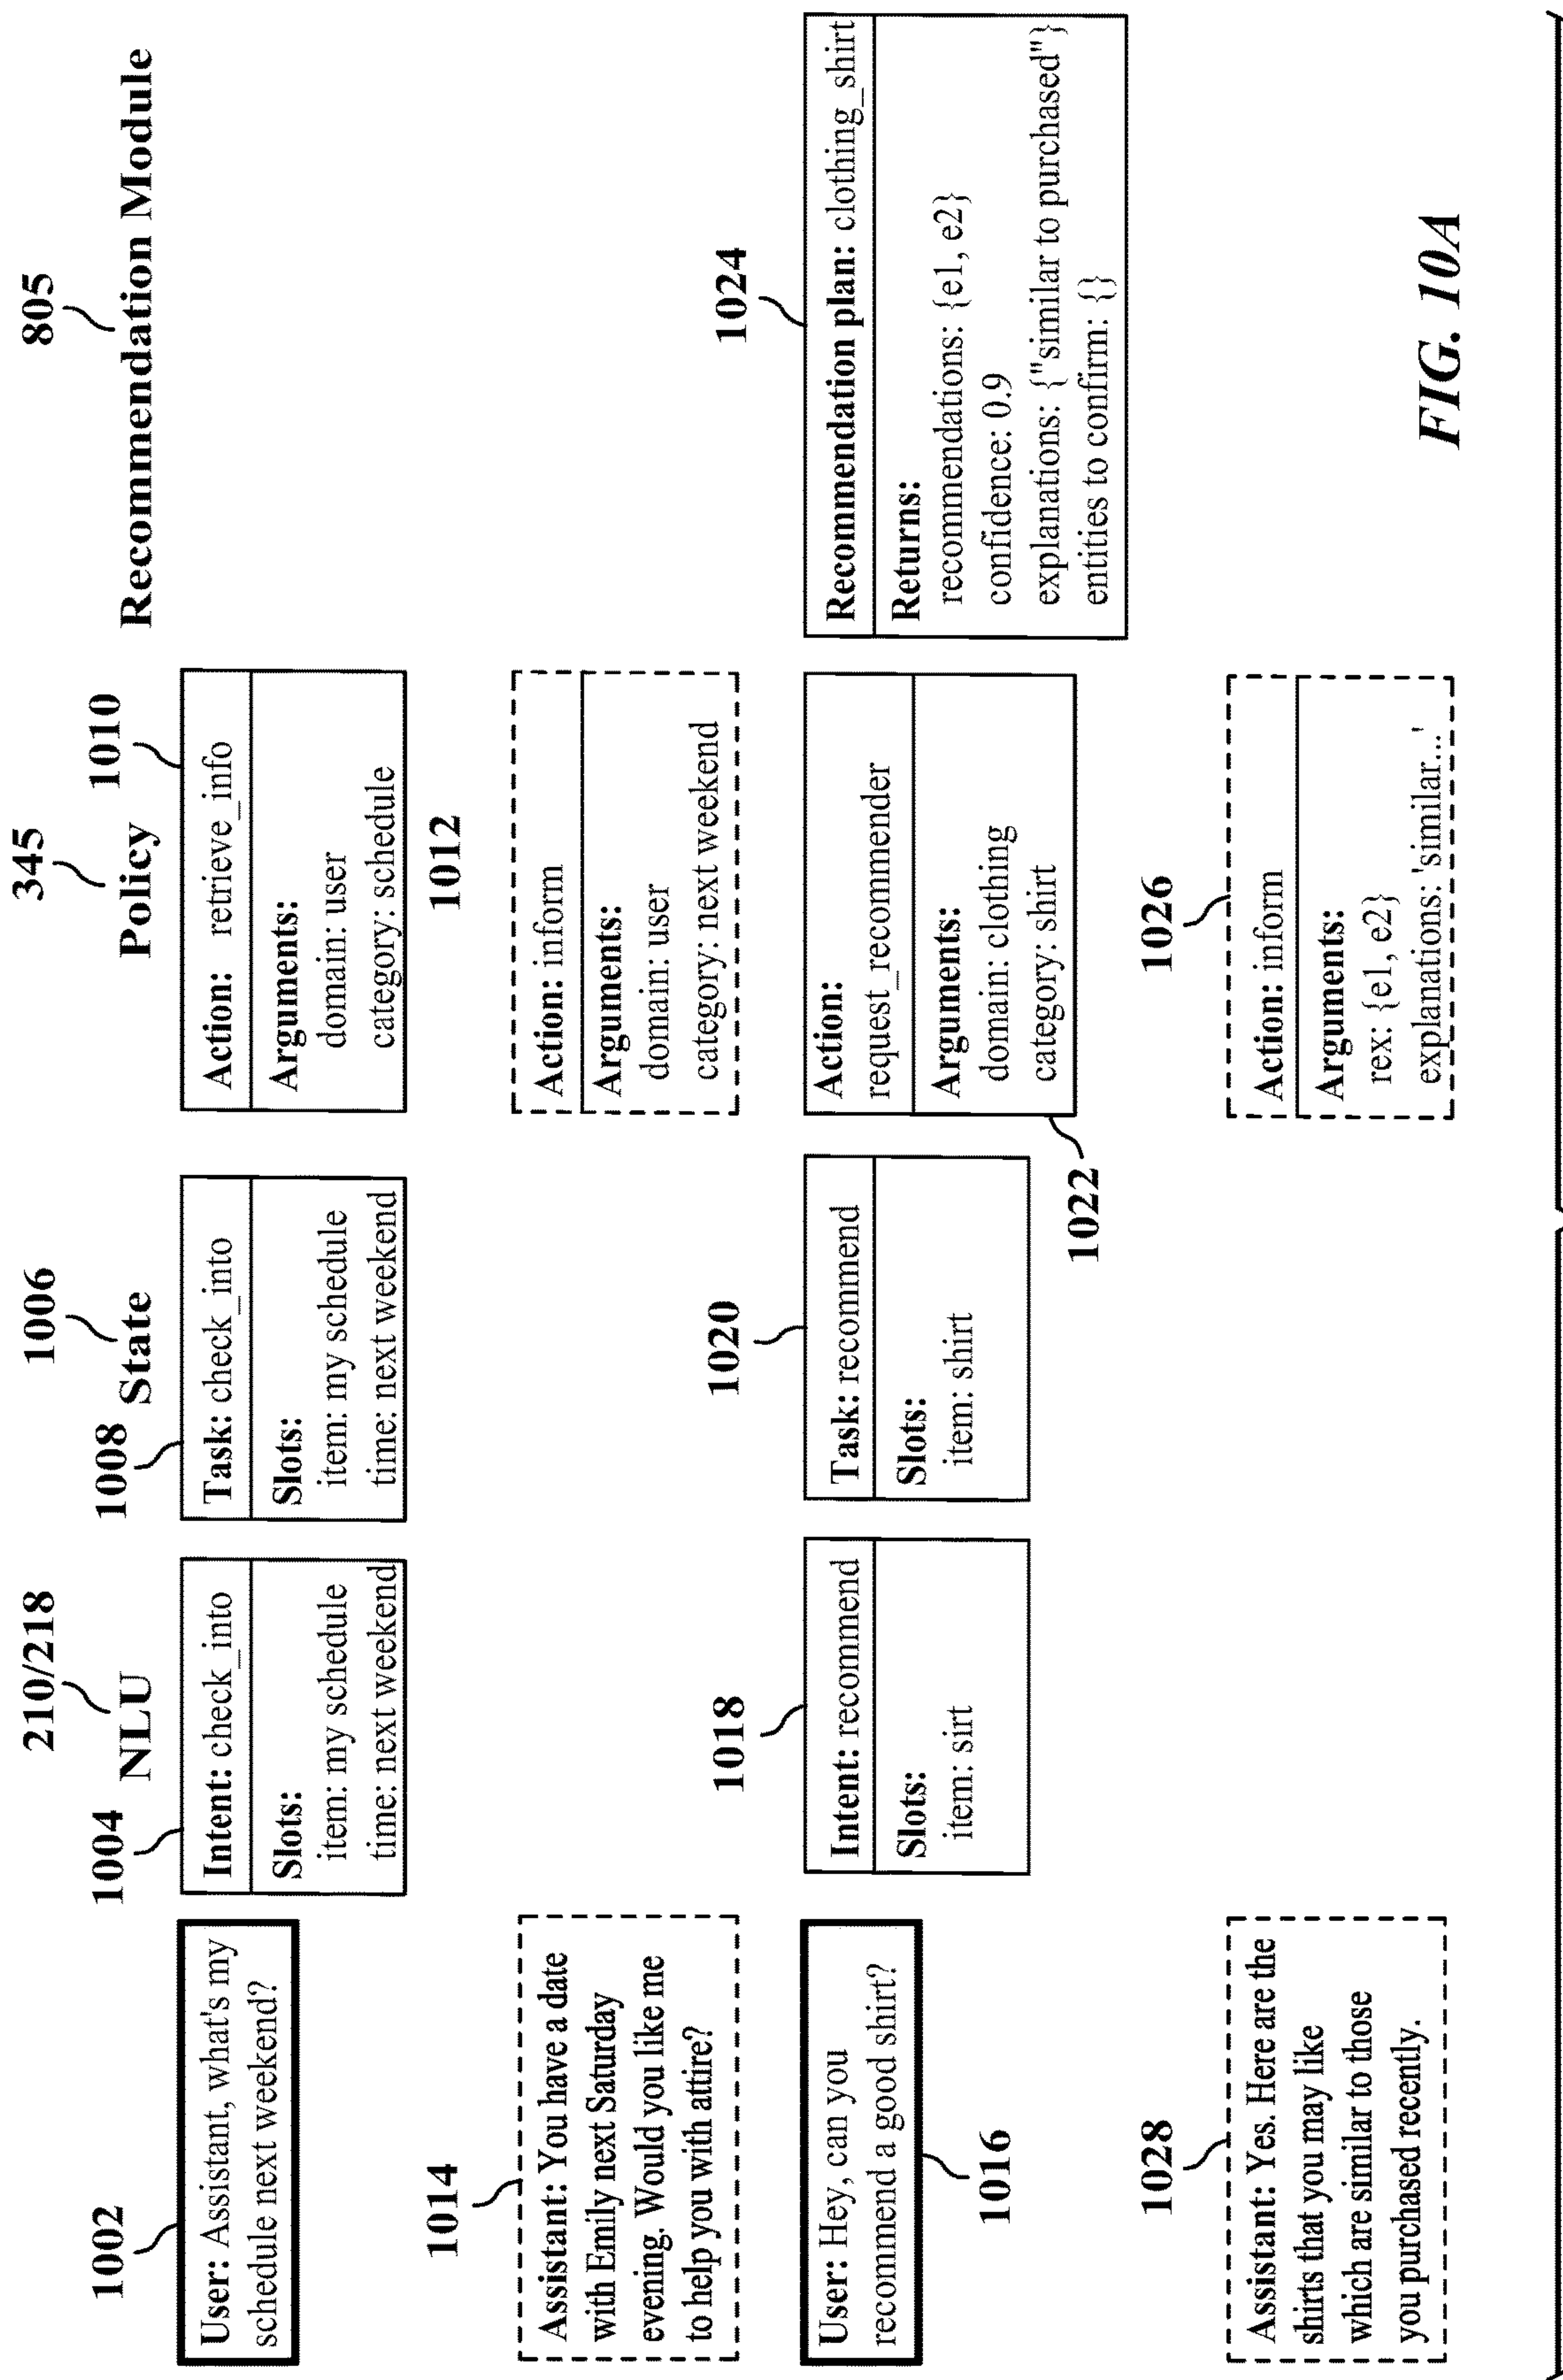 210/218
1006
345
805
NLU
State
Policy
Recommendation Module
1002
1004
1008
1010
User: Assistant, what's my
schedule next weekend?
Intent: check_into
Slots:
item: my schedule
time: next weekend
Task: check_into
Slots:
item: my schedule
time: next weekend
Action: retrieve_info
Arguments:
domain: user
category: schedule
1014
1012
Assistant: You have a date
with Emily next Saturday
evening. Would you like me
to help you with attire?
Action: inform
Arguments:
domain: user
category: next weekend
1018
1020
1024
User: Hey, can you
recommend a good shirt?
1016
Intent: recommend
Slots:
item: sirt
Task: recommend
Slots:
item: shirt
Action:
request_recommender
Arguments:
domain: clothing
category: shirt
1022
Recommendation plan: clothing_shirt
Returns:
recommendations: {e1, e2}
confidence: 0.9
explanations: {"similar to purchased"}
entities to confirm: {}
1028
1026
Assistant: Yes. Here are the
shirts that you may like
which are similar to those
you purchased recently.
Action: inform
Arguments:
rex: {e1, e2}
explanations: 'similar...'
FIG. 10A